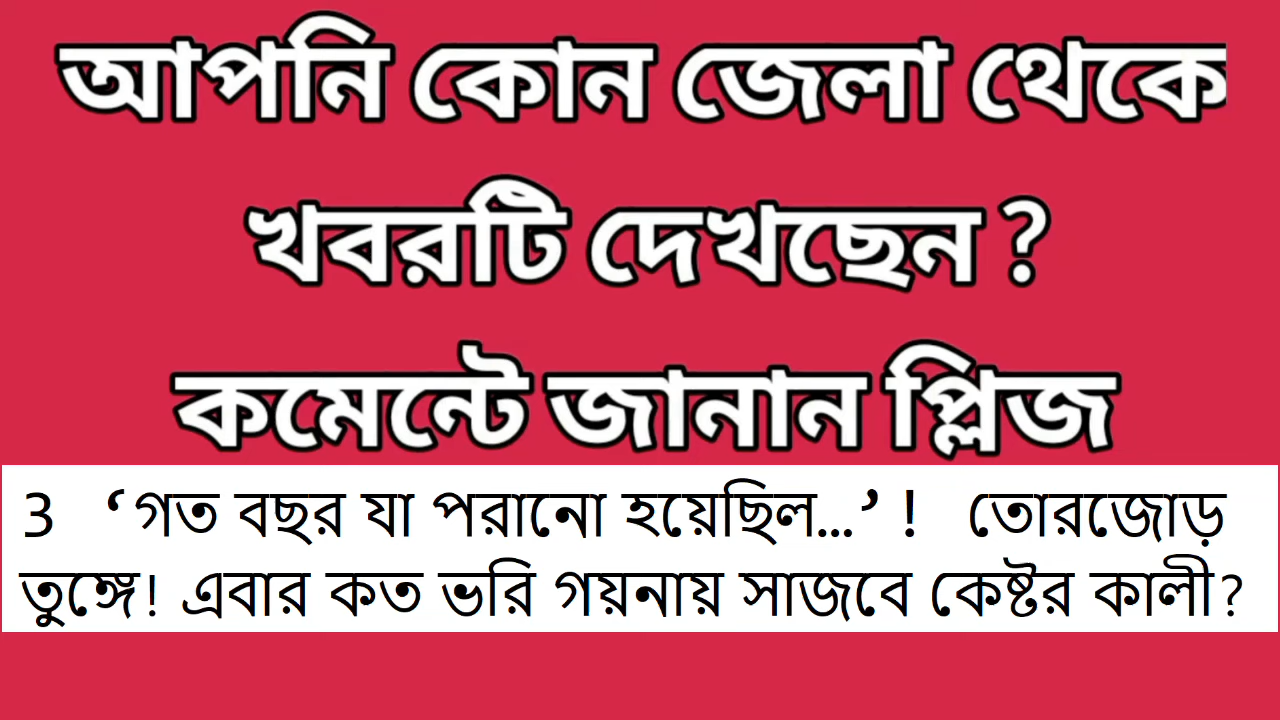 আপনি কোন জেলা থেকে
খবরটি দেখছেন ?
কমেন্টে জানান প্লিজ
3 ‘গত বছর যা পরানো হয়েছিল...’! তোরজোড়
তুঙ্গে! এবার কত ভরি গয়নায় সাজবে কেষ্টর কালী?